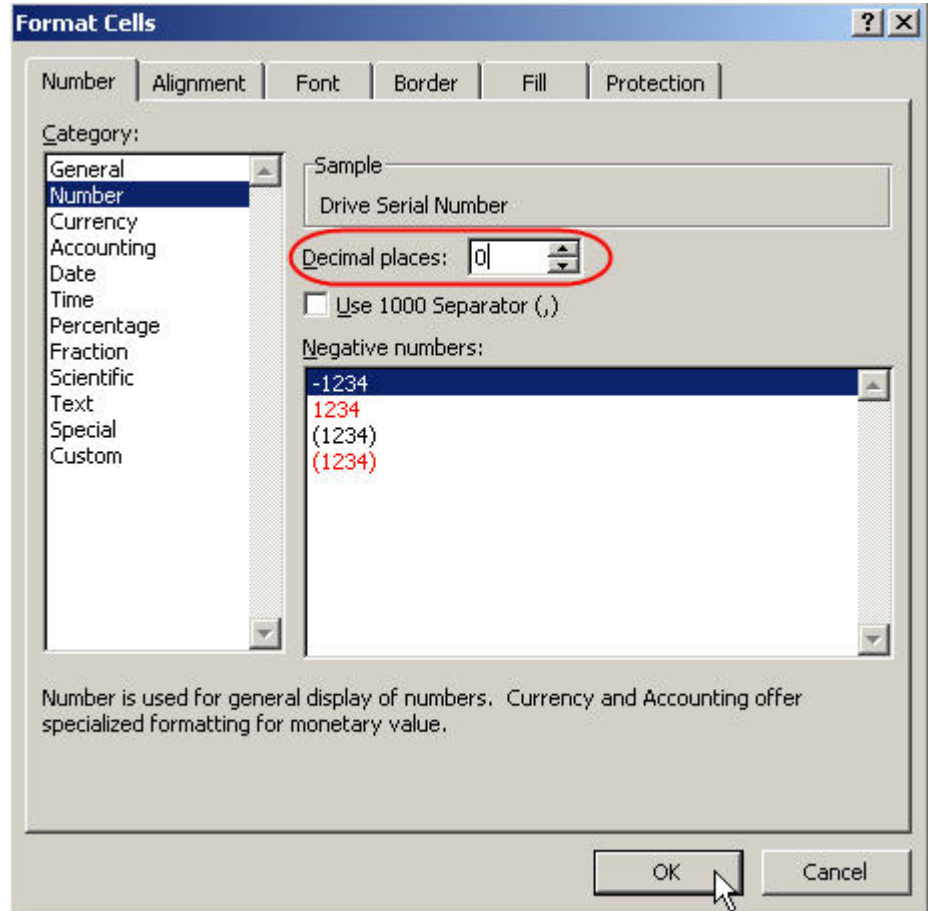 Format Cells
Number Alignment Font Border Fill Protection
Category:
General
Number
Currency
Accounting
Date
Time
Percentage
Fraction
Scientific
Text
Special
Custom
Sample
Drive Serial Number
Decimal places: 0
Use 1000 Separator (,)
Negative numbers:
-1234
1234
(1234)
(1234)
Number is used for general display of numbers. Currency and Accounting offer
specialized formatting for monetary value.
OK Cancel